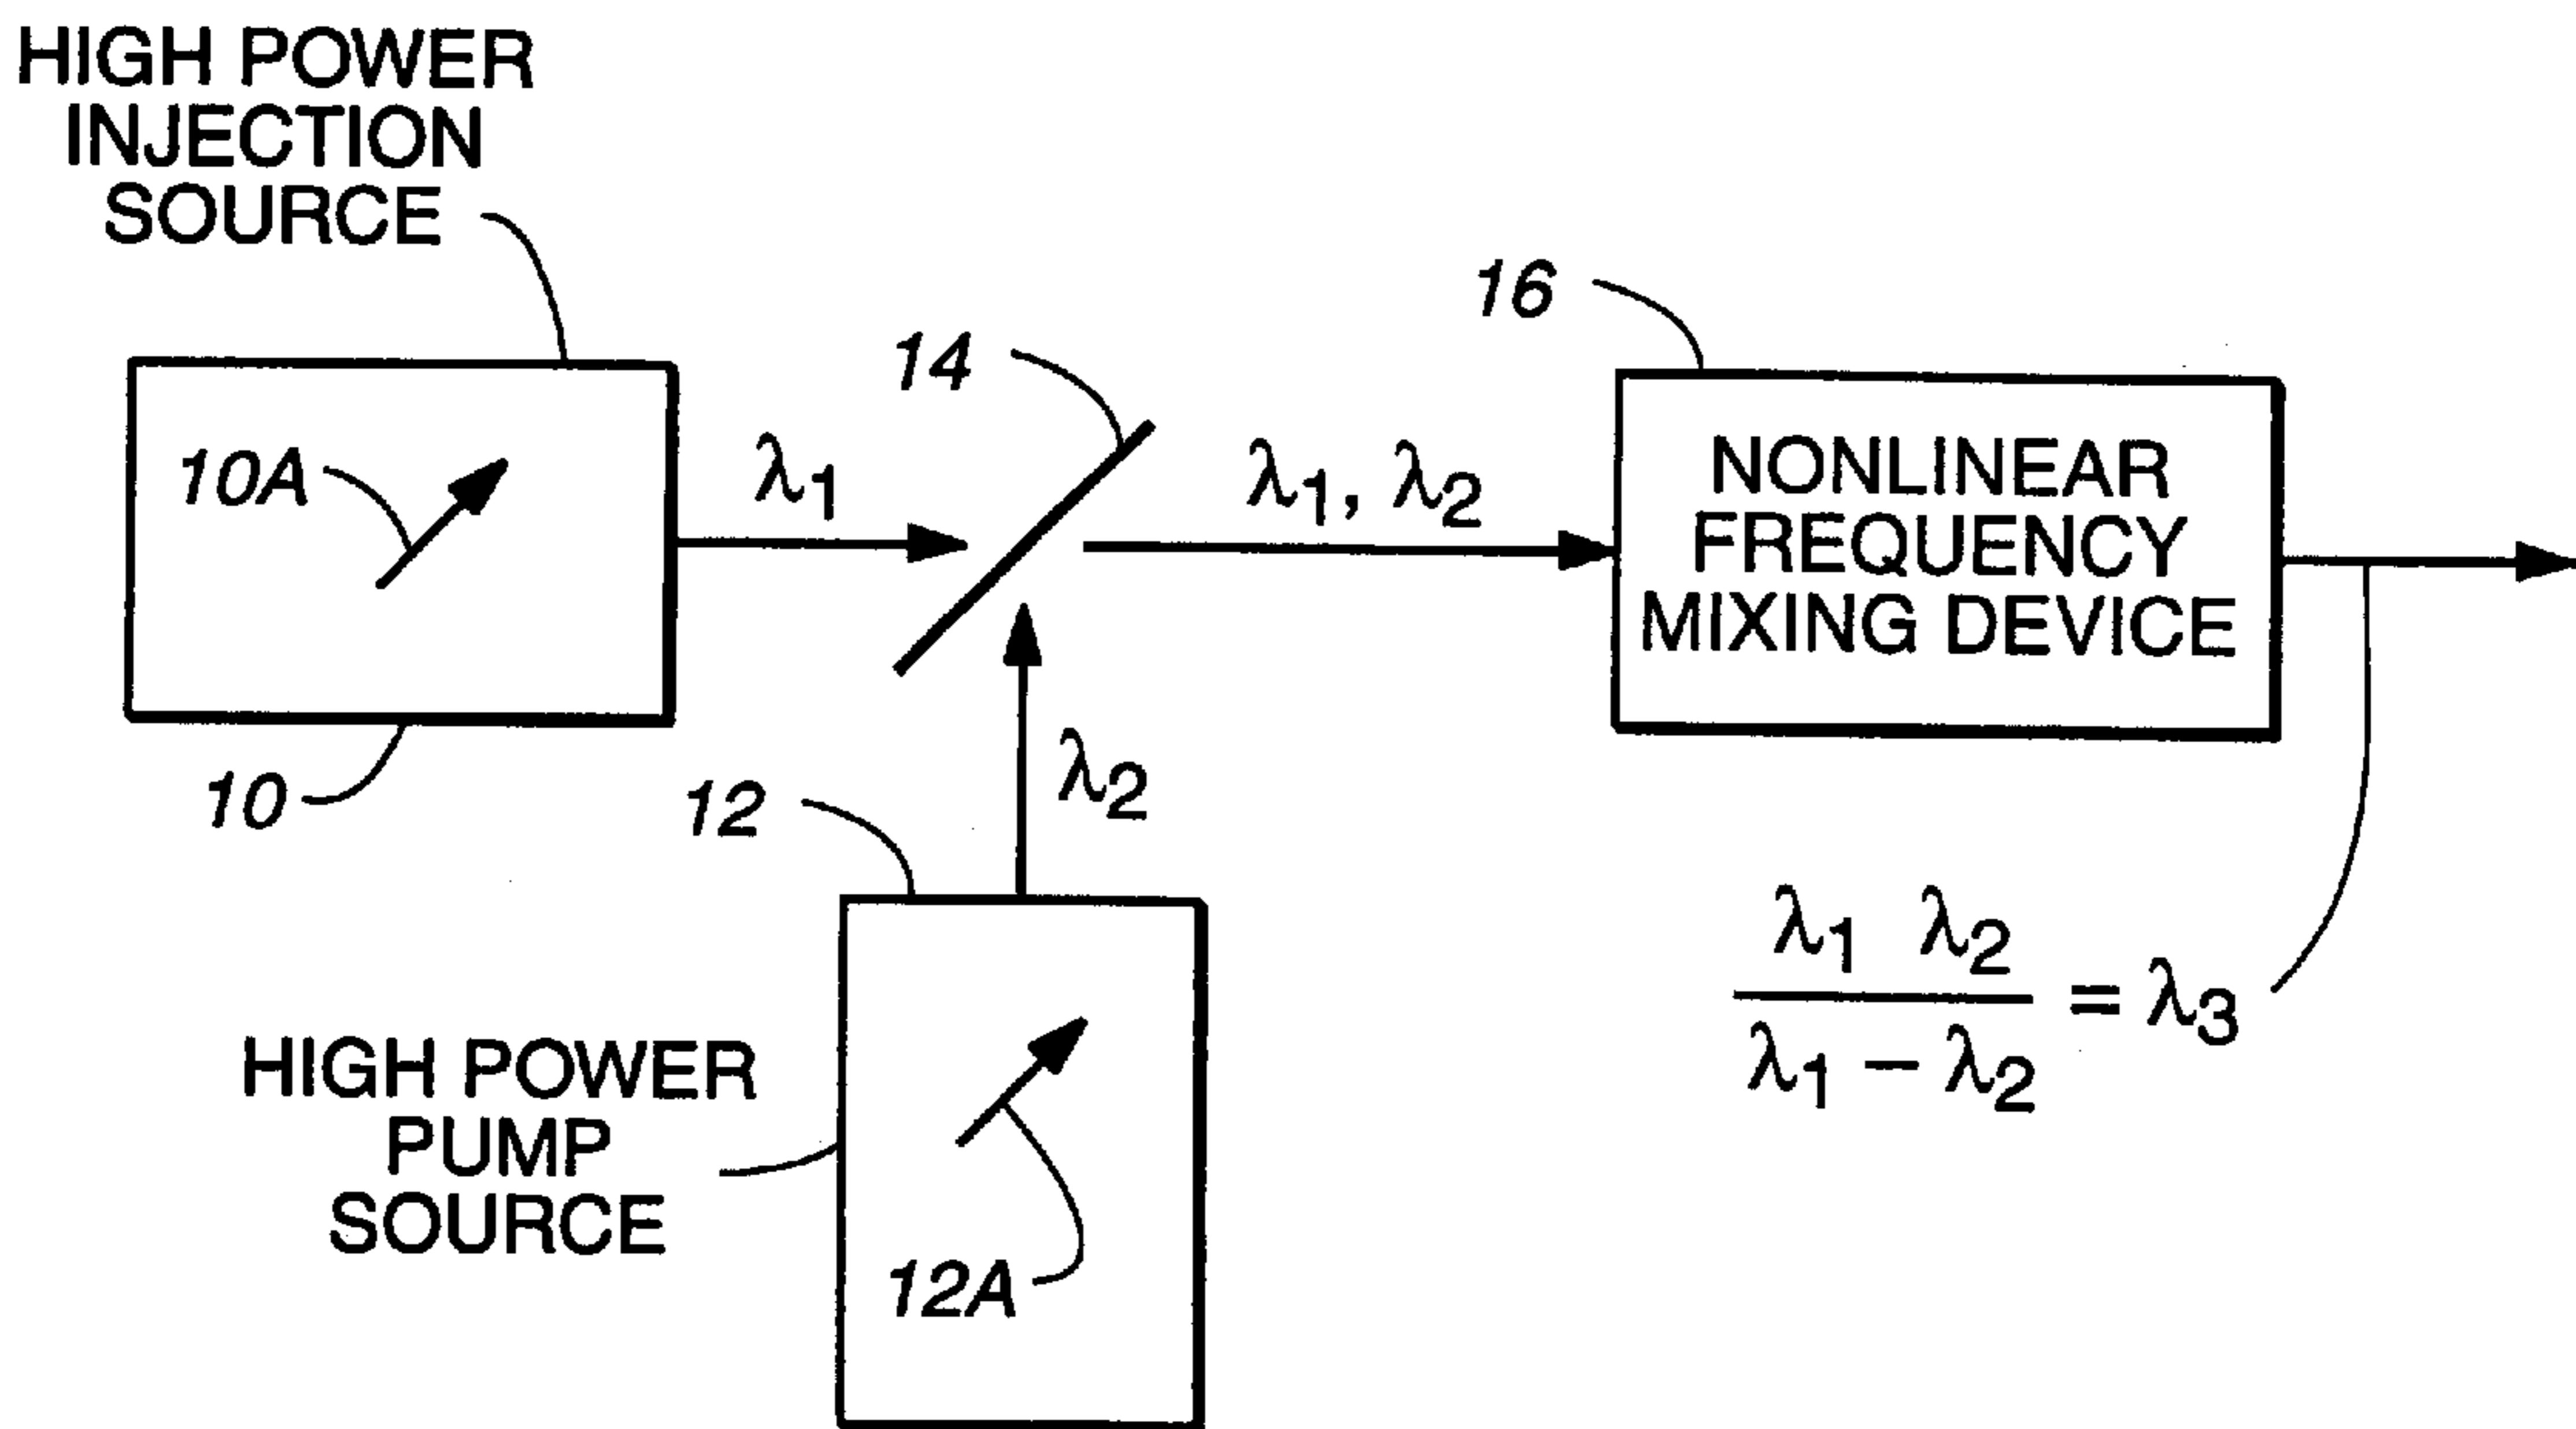 HIGH POWER
INJECTION
SOURCE
10A
10
λ1
14
λ1, λ2
16
NONLINEAR
FREQUENCY
MIXING DEVICE
12
λ2
HIGH POWER
PUMP
SOURCE
12A
λ1 λ2
λ1 – λ2
= λ3